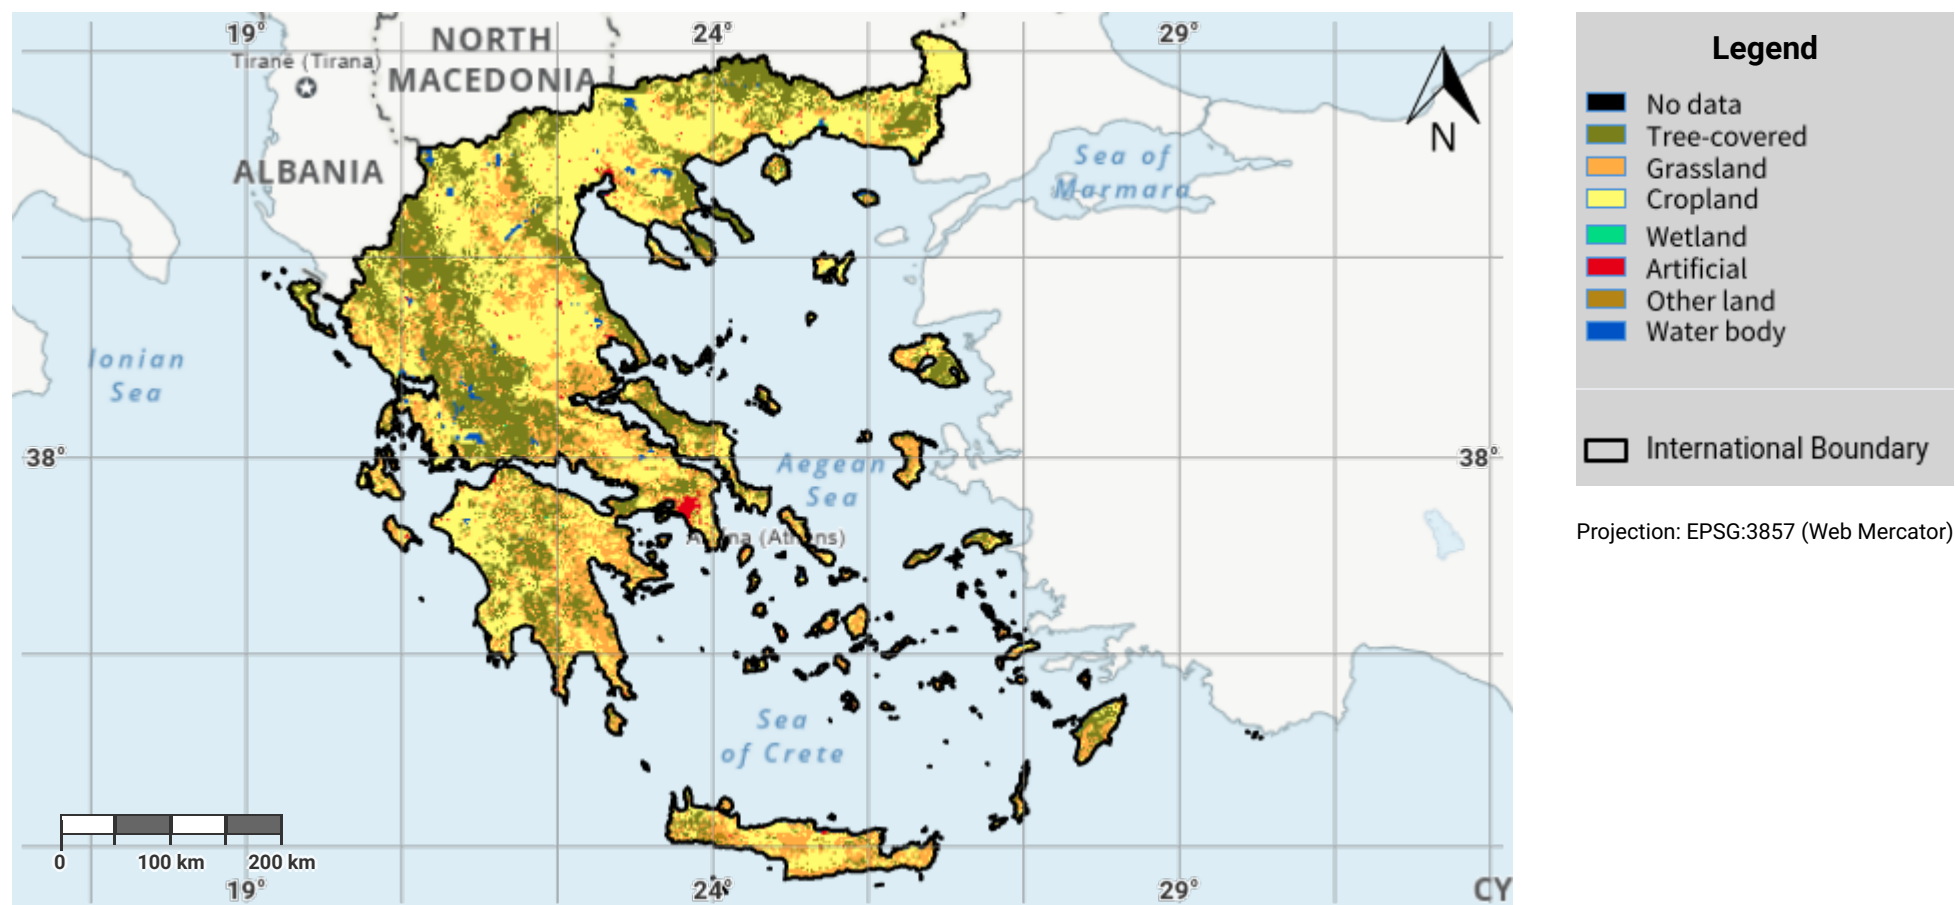 19°
24°
29°
NORTH
MACEDONIA
Tiranë (Tirana)
ALBANIA
Sea of
Marmara
N
Ionian
Sea
38°
38°
Aegean
Sea
(Athens)
Sea
of Crete
0
100 km
200 km
19°
24°
29°
CY
Legend
No data
Tree-covered
Grassland
Cropland
Wetland
Artificial
Other land
Water body
International Boundary
Projection: EPSG:3857 (Web Mercator)